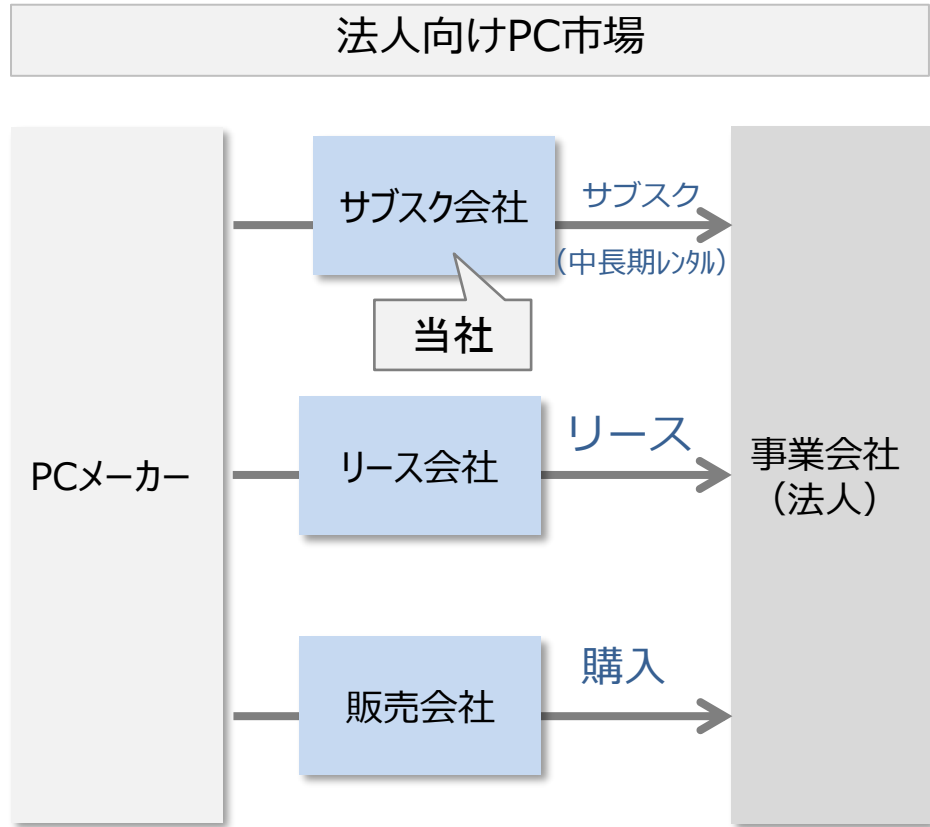 法人向けPC市場
PCメーカー
サブスク会社
サブスク
(中長期ﾚﾝﾀﾙ)
当社
リース会社
リース
販売会社
購入
事業会社
(法人)